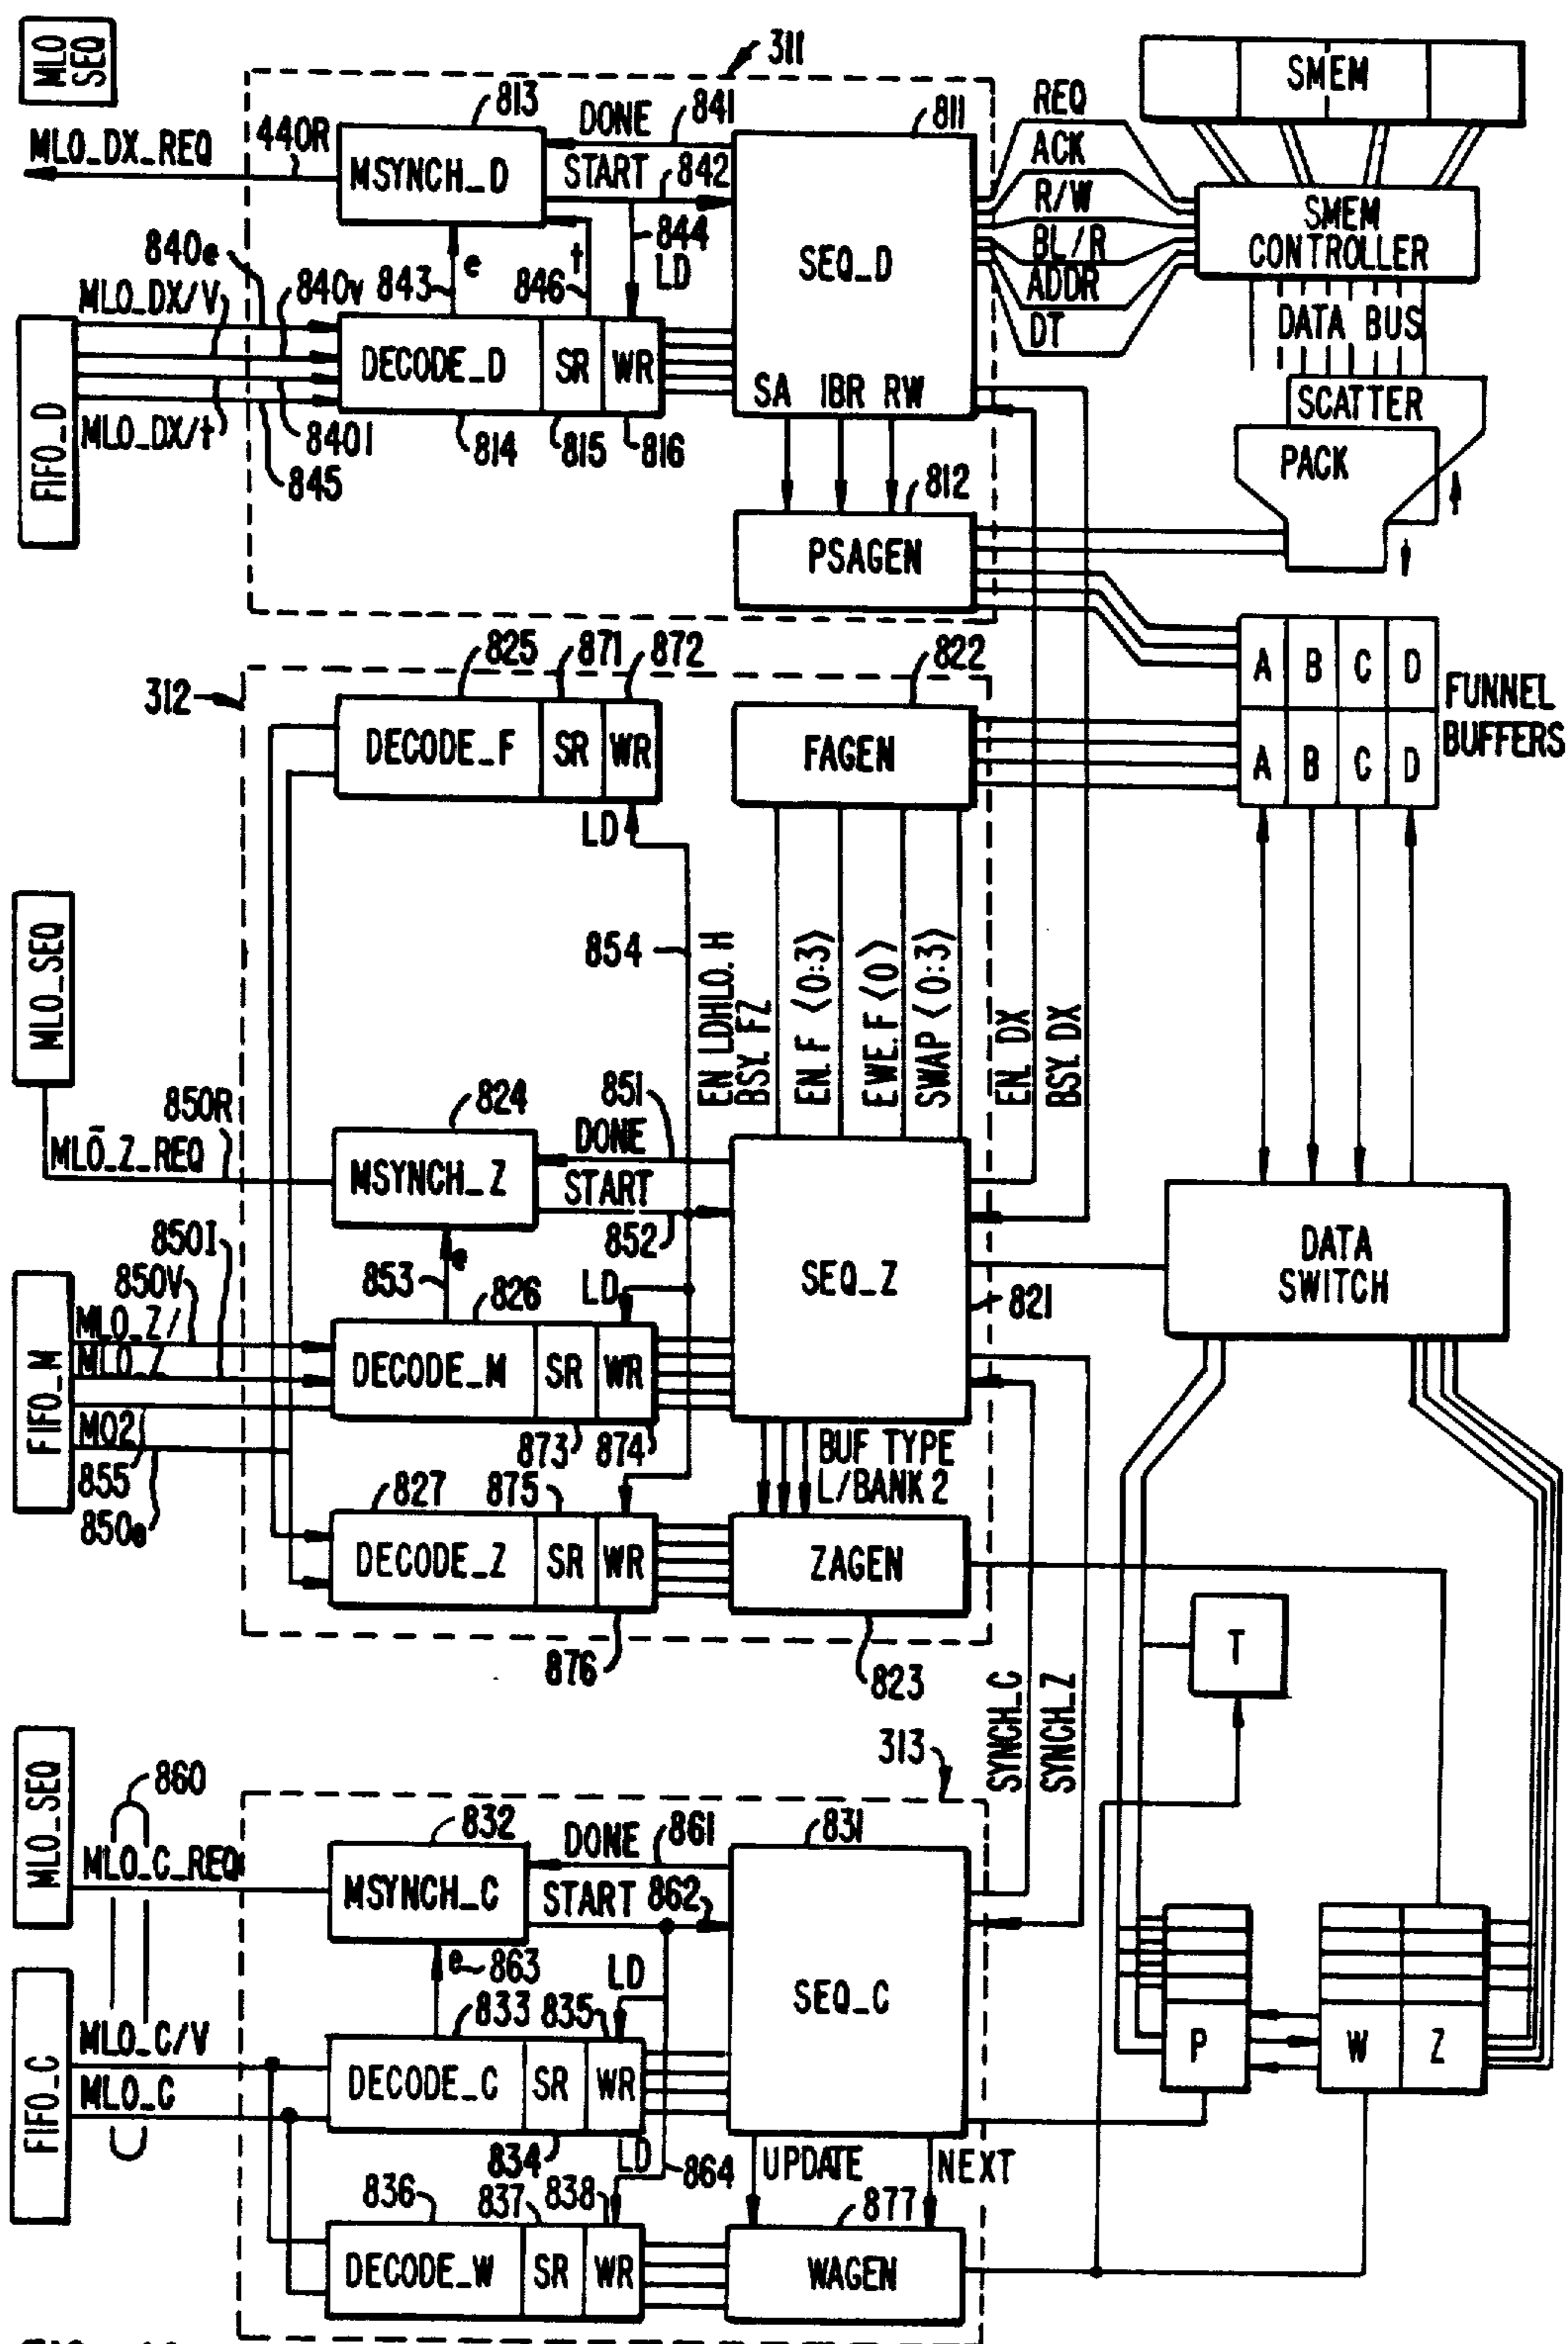 MLO
SEQ
311
SMEM
813
DONE
841
811
REQ
ACK
R/W
BL/R
ADDR
DT
MLO_DX_REQ
440R
MSYNCH_D
START
842
844
LD
SEQ_D
SMEM
CONTROLLER
840e
MLO_DX/V
840v
843
e
846
t
DATA BUS
FIFO_D
DECODE_D
SR
WR
SA
IBR
RW
SCATTER
MLO_DX/t
840I
845
814
815
816
PACK
812
PSAGEN
825
871
872
822
312
DECODE_F
SR
WR
FAGEN
A
B
C
D
A
B
C
D
FUNNEL
BUFFERS
LD
854
EN LDHLO. H
BSY. FZ
EN. F <0:3>
EWE. F <0>
SWAP <0:3>
EN. DX
BSY. DX
MLO_SEQ
850R
824
851
DONE
MLO_Z_REQ
MSYNCH_Z
START
852
850I
850V
853
e
826
LD
SEQ_Z
821
DATA
SWITCH
FIFO_M
MLO_Z/
MLO_Z
MO2
855
850e
DECODE_M
SR
WR
873
874
BUF TYPE
L/BANK 2
827
875
DECODE_Z
SR
WR
ZAGEN
876
823
T
SYNCH_C
SYNCH_Z
313
MLO_SEQ
860
832
DONE
861
831
MLO_C_REQ
MSYNCH_C
START
862
e
863
LD
SEQ_C
833
835
FIFO_C
MLO_C/V
MLO_C
DECODE_C
SR
WR
P
W
Z
834
LD
864
UPDATE
NEXT
836
837
838
877
DECODE_W
SR
WR
WAGEN